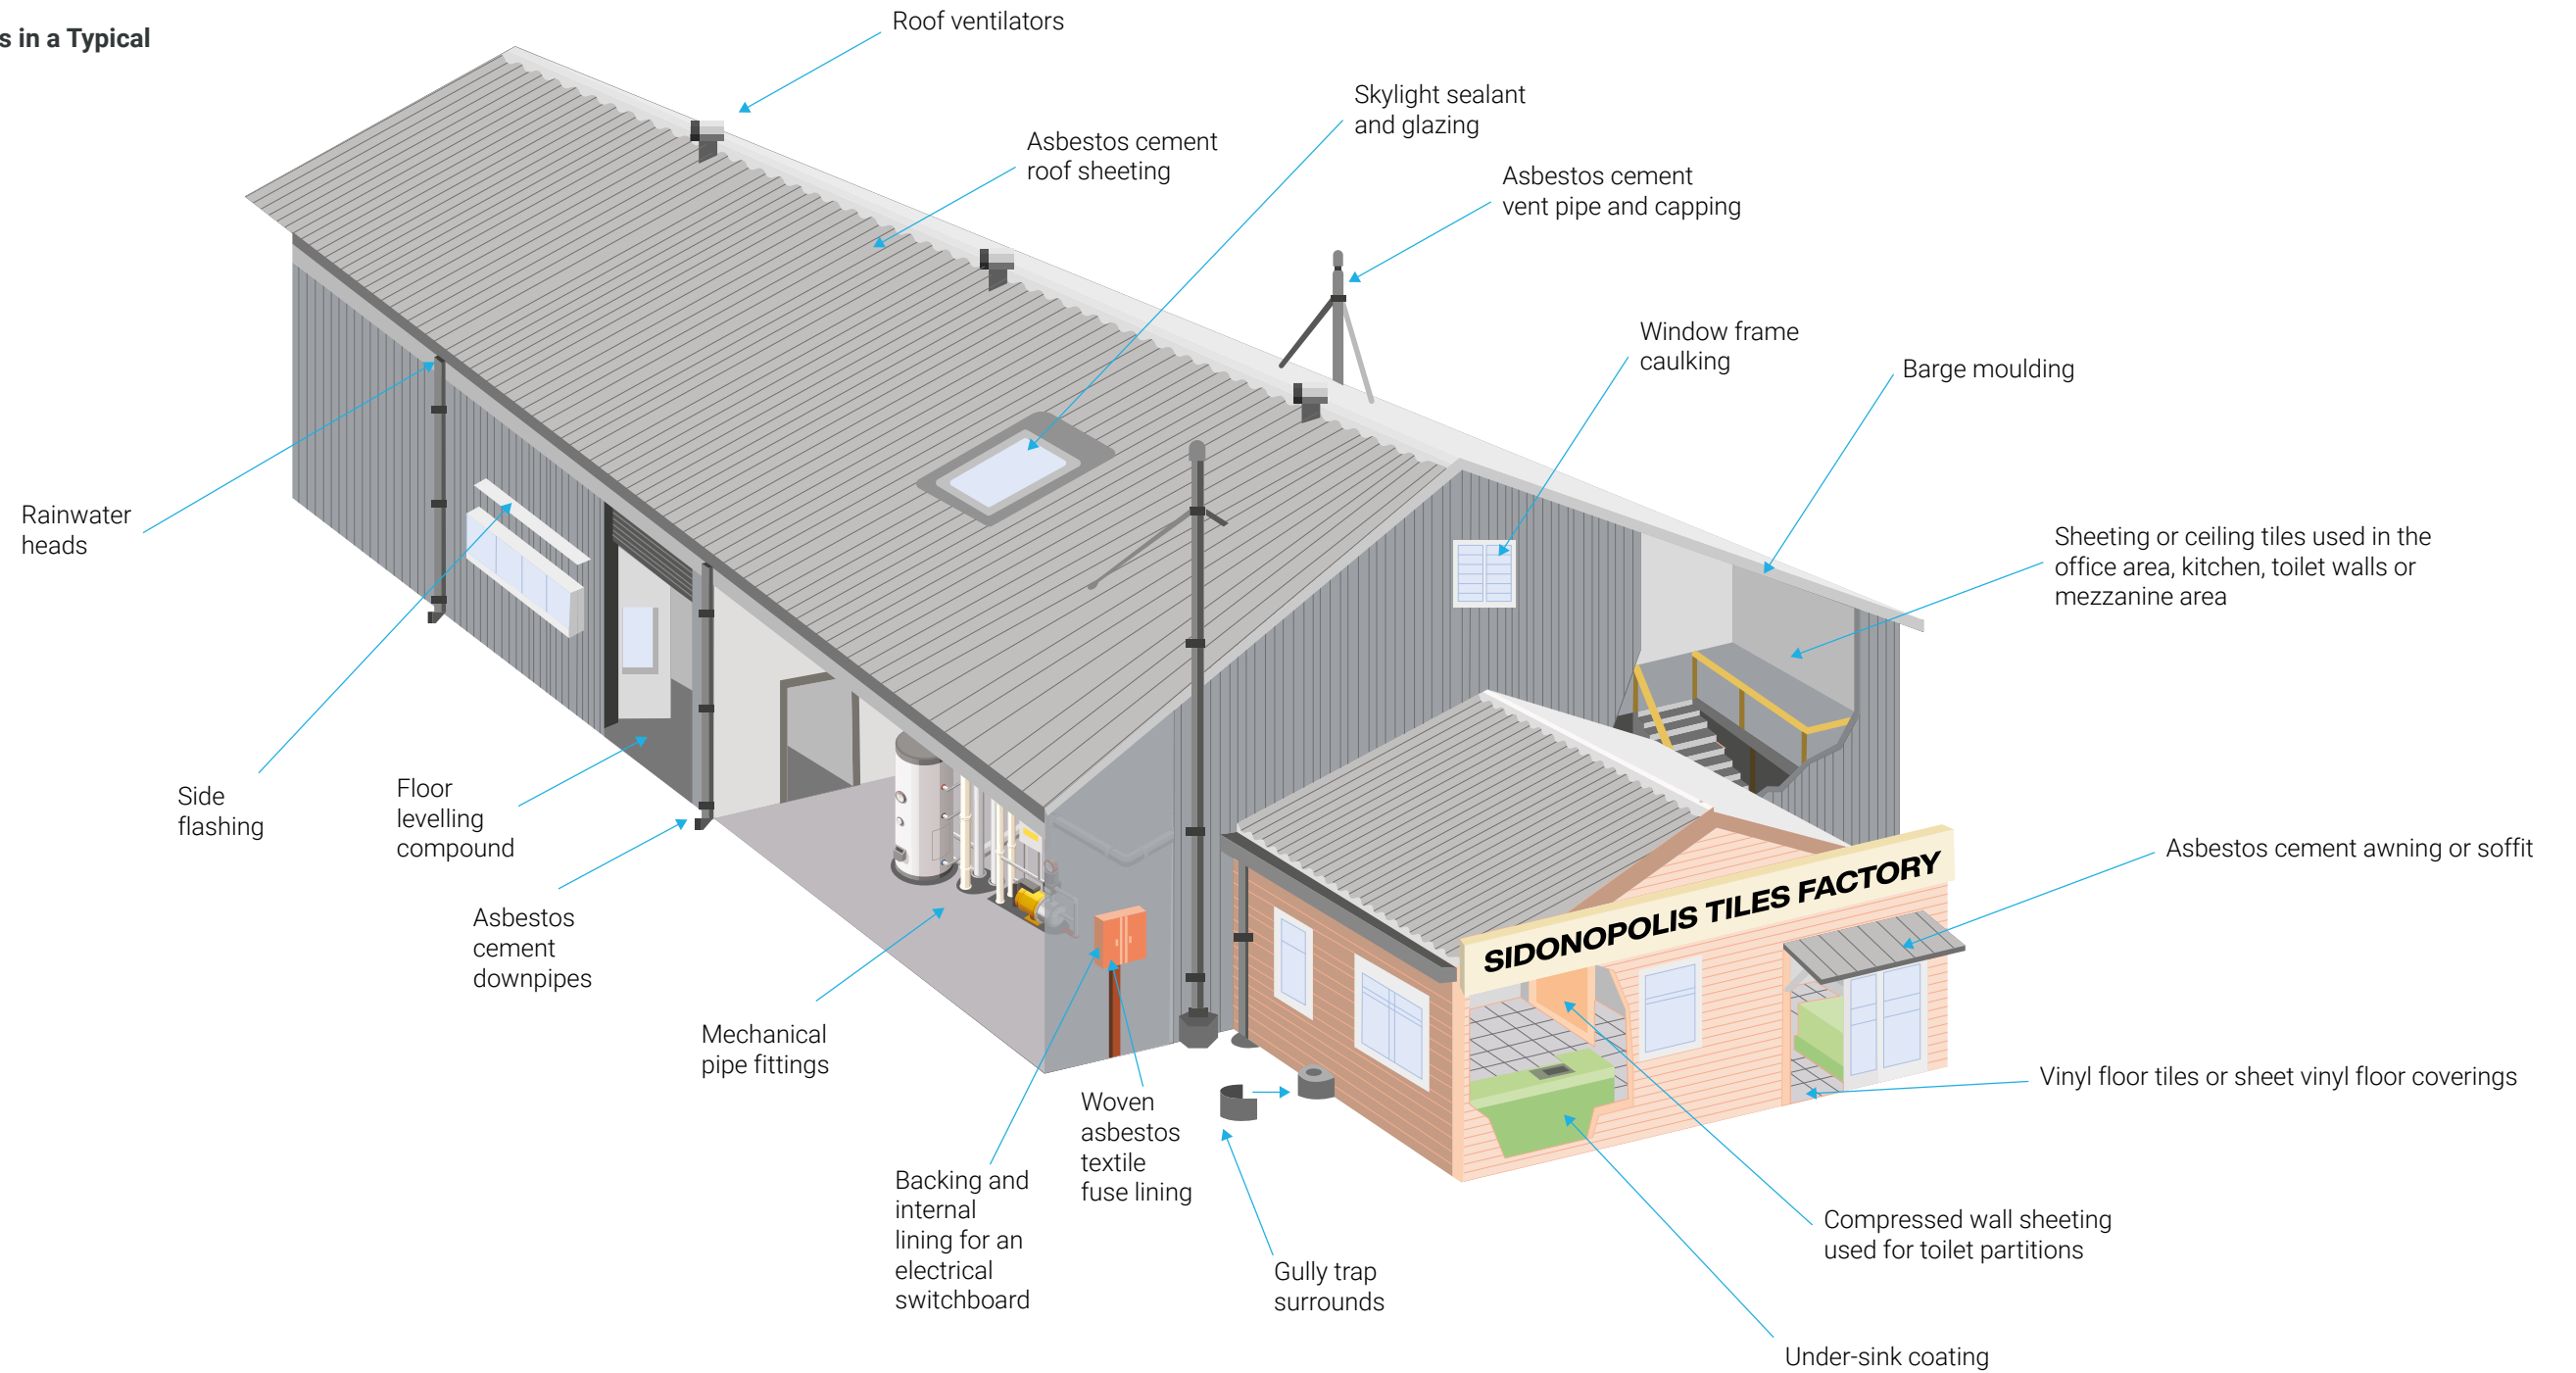 s in a Typical
Roof ventilators
Skylight sealant
and glazing
Asbestos cement
roof sheeting
Asbestos cement
vent pipe and capping
Window frame
caulking
Barge moulding
Rainwater
heads
Sheeting or ceiling tiles used in the
office area, kitchen, toilet walls or
mezzanine area
Side
flashing
Floor
levelling
compound
Asbestos cement awning or soffit
SIDONOPOLIS TILES FACTORY
Asbestos
cement
downpipes
Mechanical
pipe fittings
Vinyl floor tiles or sheet vinyl floor coverings
Woven
asbestos
textile
fuse lining
Backing and
internal
lining for an
electrical
switchboard
Compressed wall sheeting
used for toilet partitions
Gully trap
surrounds
Under-sink coating